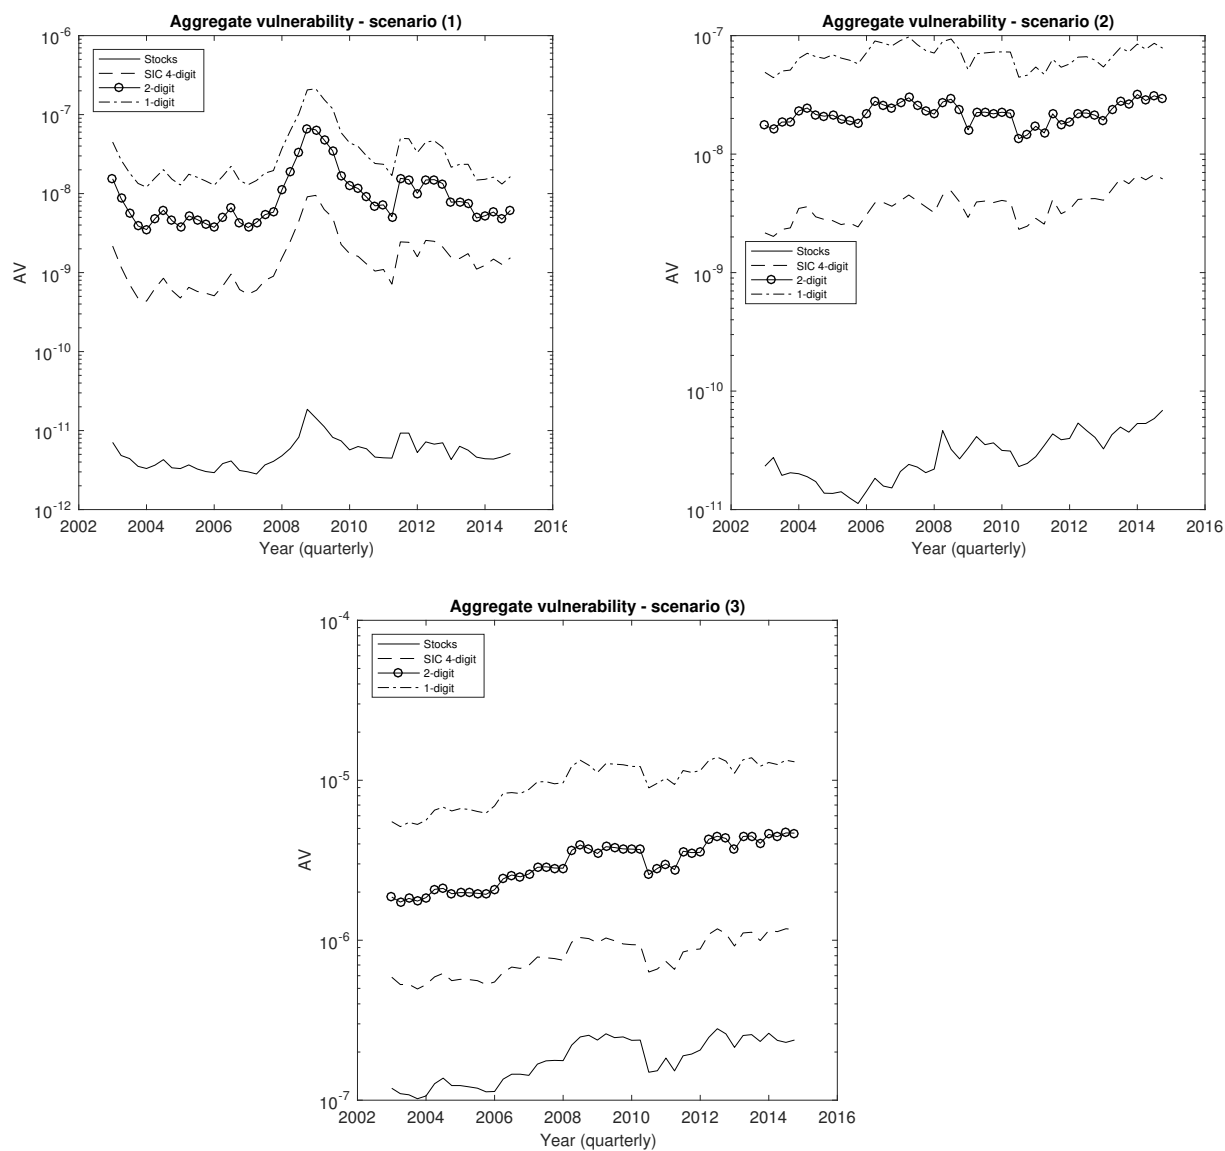 Aggregate vulnerability - scenario (1)
10^-6
10^-7
10^-8
10^-9
10^-10
10^-11
10^-12
AV
Stocks
SIC 4-digit
2-digit
1-digit
2002 2004 2006 2008 2010 2012 2014 2016
Year (quarterly)
Aggregate vulnerability - scenario (2)
10^-7
10^-8
10^-9
10^-10
10^-11
AV
Stocks
SIC 4-digit
2-digit
1-digit
2002 2004 2006 2008 2010 2012 2014 2016
Year (quarterly)
Aggregate vulnerability - scenario (3)
10^-4
10^-5
10^-6
10^-7
AV
Stocks
SIC 4-digit
2-digit
1-digit
2002 2004 2006 2008 2010 2012 2014 2016
Year (quarterly)